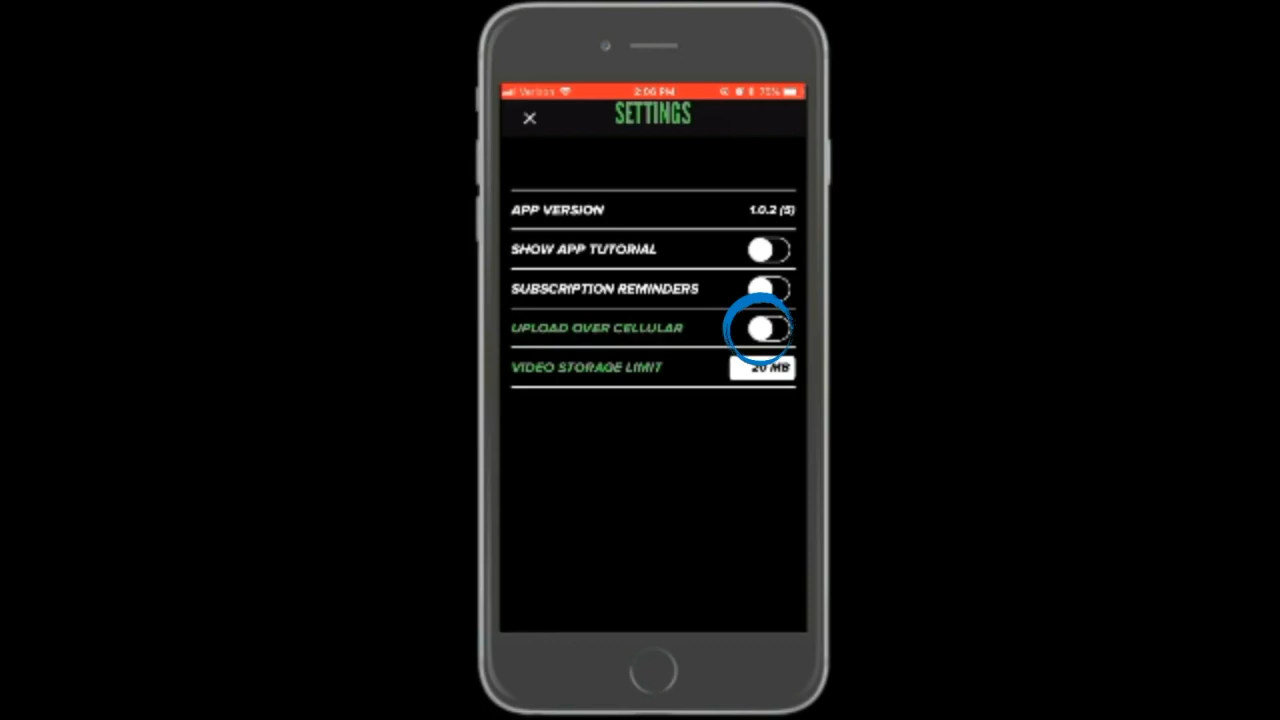 Verizon 2:06 PM 75%
SETTINGS
APP VERSION 1.0.2 (5)
SHOW APP TUTORIAL
SUBSCRIPTION REMINDERS
UPLOAD OVER CELLULAR
VIDEO STORAGE LIMIT 20 MB